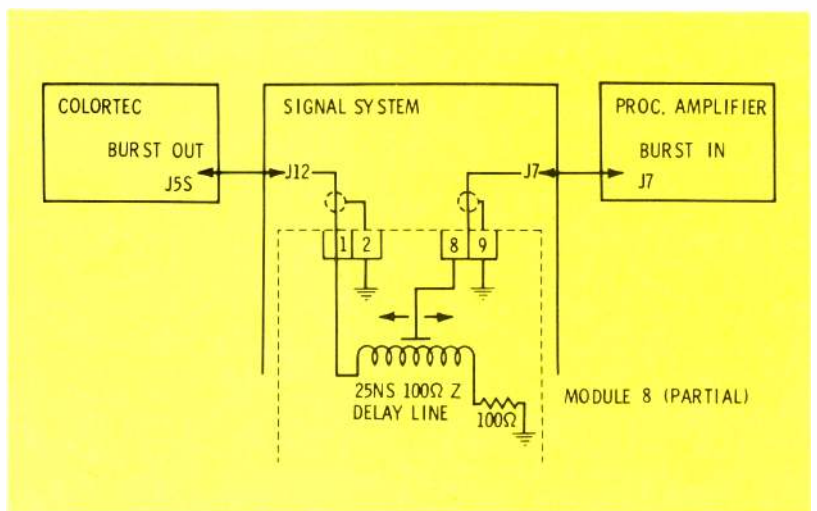 COLORTEC
BURST OUT
J5S
SIGNAL SYSTEM
J12
J7
PROC. AMPLIFIER
BURST IN
J7
1 2
8 9
25NS 100Ω Z
DELAY LINE
100Ω
MODULE 8 (PARTIAL)